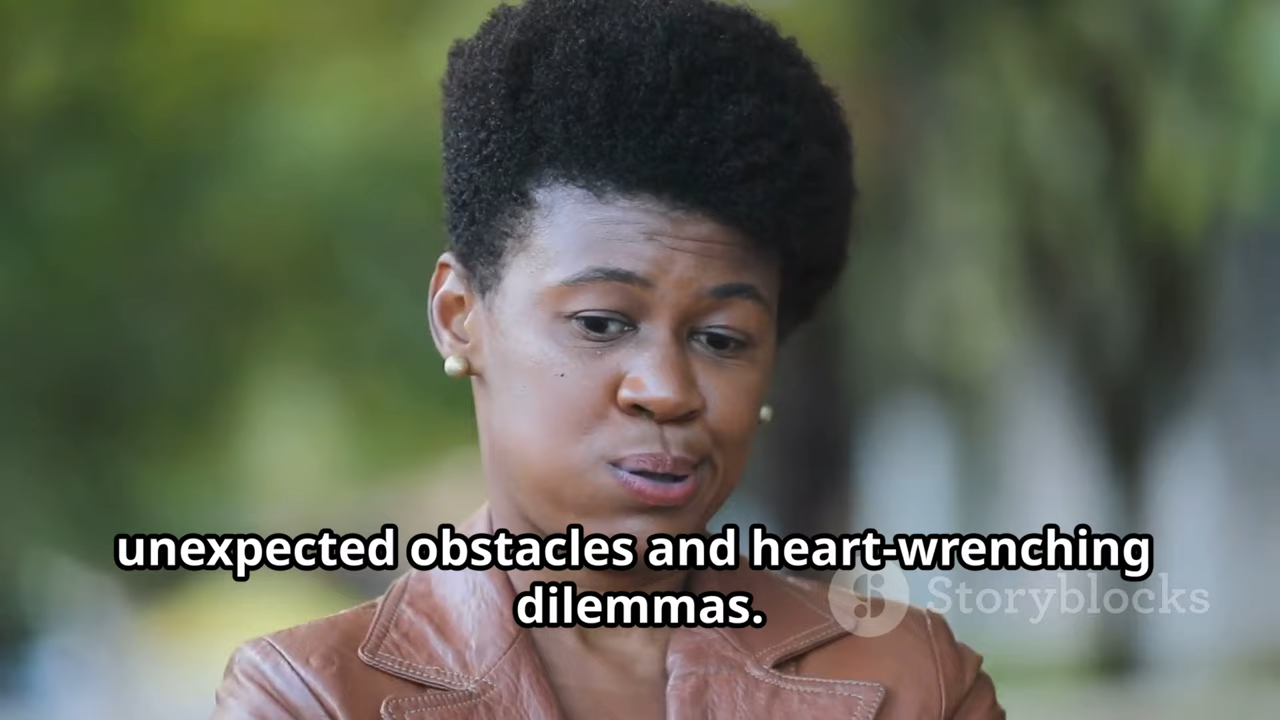 unexpected obstacles and heart-wrenching
dilemmas.
Storyblocks